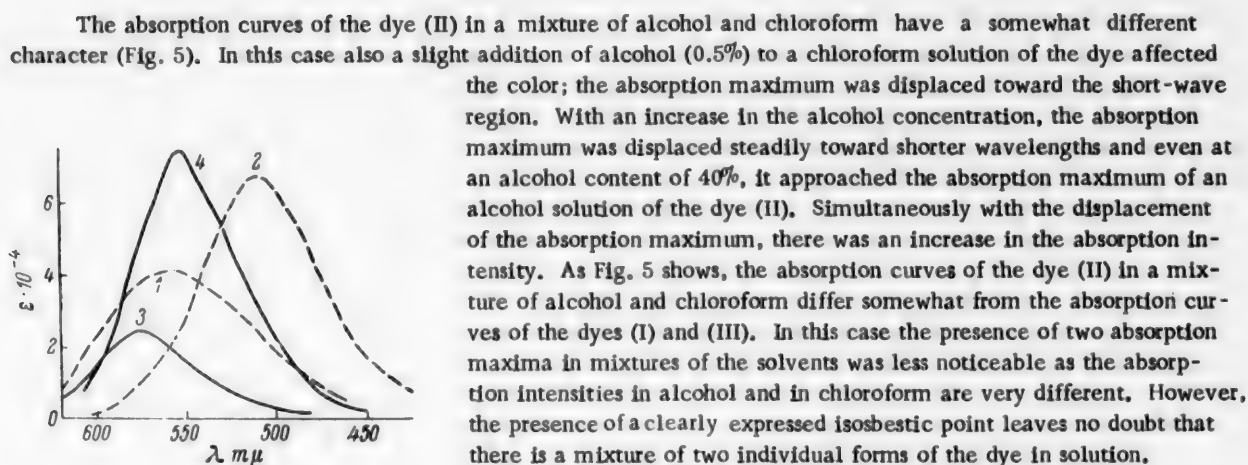 The absorption curves of the dye (II) in a mixture of alcohol and chloroform have a somewhat different
character (Fig. 5). In this case also a slight addition of alcohol (0.5%) to a chloroform solution of the dye affected
the color; the absorption maximum was displaced toward the short-wave
region. With an increase in the alcohol concentration, the absorption
maximum was displaced steadily toward shorter wavelengths and even at
an alcohol content of 40%, it approached the absorption maximum of an
alcohol solution of the dye (II). Simultaneously with the displacement
of the absorption maximum, there was an increase in the absorption in-
tensity. As Fig. 5 shows, the absorption curves of the dye (II) in a mix-
ture of alcohol and chloroform differ somewhat from the absorption cur-
ves of the dyes (I) and (III). In this case the presence of two absorption
maxima in mixtures of the solvents was less noticeable as the absorp-
tion intensities in alcohol and in chloroform are very different. However,
the presence of a clearly expressed isosbestic point leaves no doubt that
there is a mixture of two individual forms of the dye in solution.
4 2
6
ε·10⁻⁴
4
1
3
2
0
600 550 500 450
λ mμ